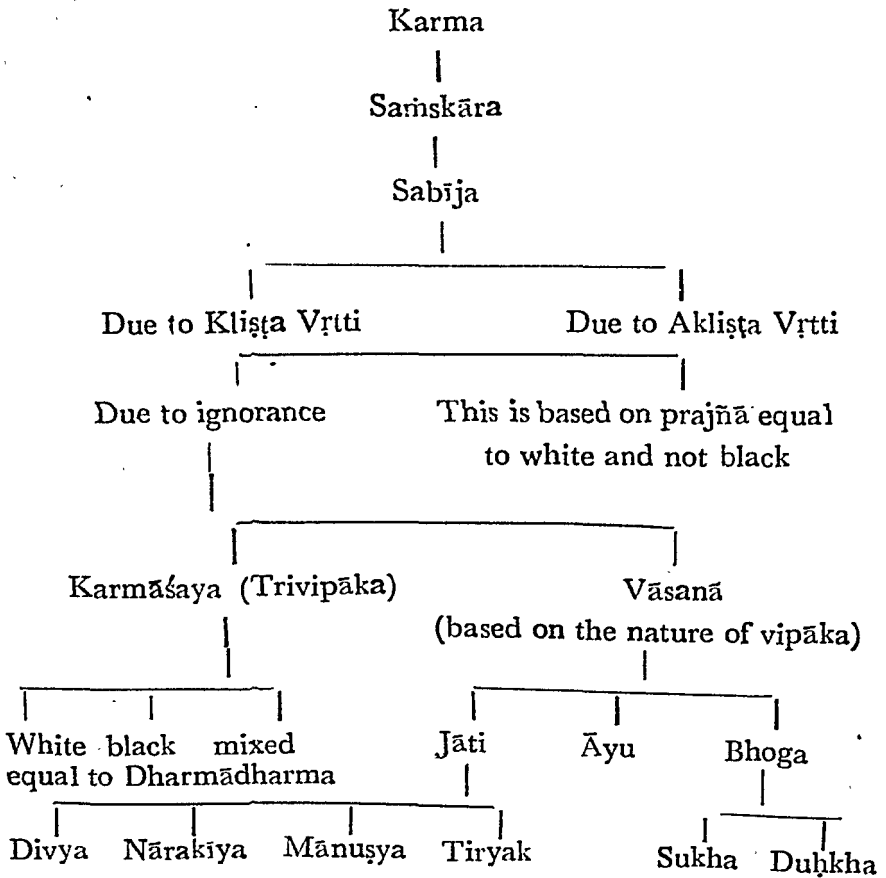 Karma
Saṁskāra
Sabīja
Due to Kliṣṭa Vṛtti Due to Akliṣṭa Vṛtti
Due to ignorance This is based on prajñā equal
to white and not black
Karmāśaya (Trivipāka) Vāsanā
(based on the nature of vipāka)
White black mixed Jāti Āyu Bhoga
equal to Dharmādharma
Divya Nārakīya Mānuṣya Tiryak Sukha Duḥkha